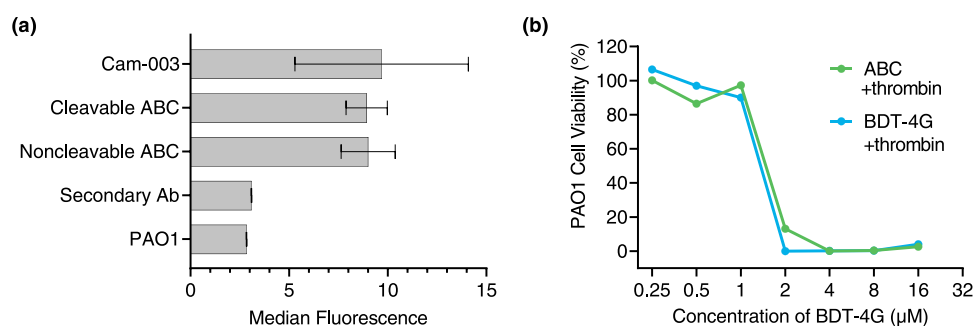 (a)
Cam-003
Cleavable ABC
Noncleavable ABC
Secondary Ab
PAO1
0 5 10 15
Median Fluorescence
(b)
PAO1 Cell Viability (%)
120
100
80
60
40
20
0
0.25 0.5 1 2 4 8 16 32
Concentration of BDT-4G (μM)
ABC
+thrombin
BDT-4G
+thrombin